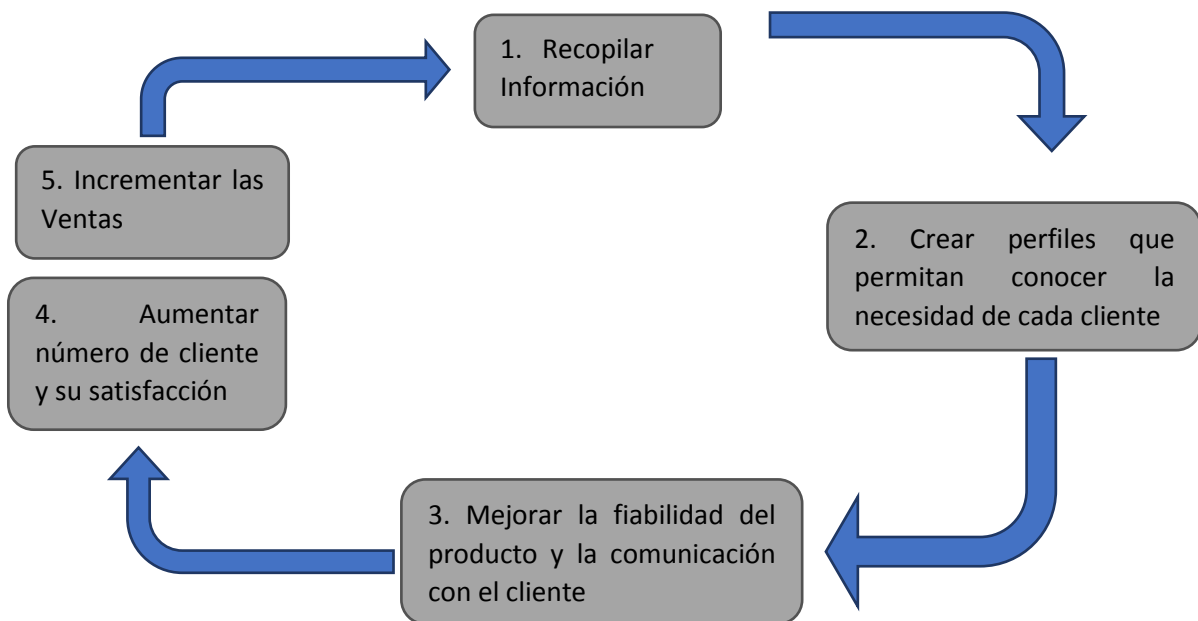 1. Recopilar
Información
2. Crear perfiles que
permitan conocer la
necesidad de cada cliente
3. Mejorar la fiabilidad del
producto y la comunicación
con el cliente
4. Aumentar
número de cliente
y su satisfacción
5. Incrementar las
Ventas